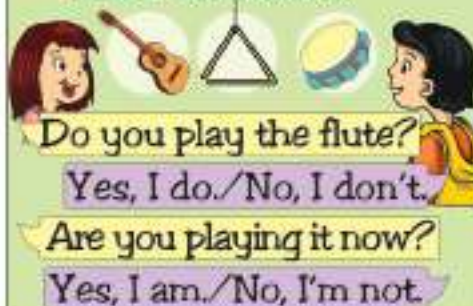 Do you play the flute?
Yes, I do./No, I don't.
Are you playing it now?
Yes, I am./No, I'm not.